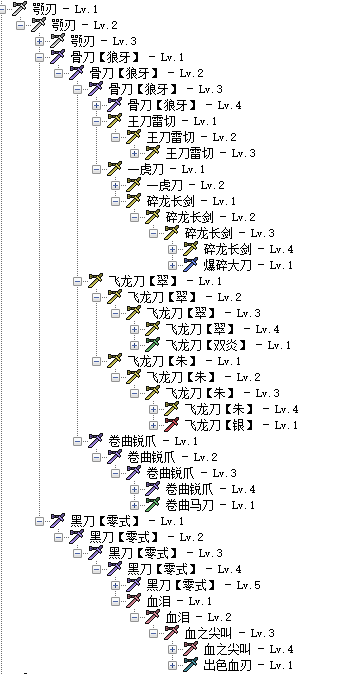 颚刃 - Lv.1
颚刃 - Lv.2
颚刃 - Lv.3
骨刀【狼牙】 - Lv.1
骨刀【狼牙】 - Lv.2
骨刀【狼牙】 - Lv.3
骨刀【狼牙】 - Lv.4
王刀雷切 - Lv.1
王刀雷切 - Lv.2
王刀雷切 - Lv.3
一虎刀 - Lv.1
一虎刀 - Lv.2
碎龙长剑 - Lv.1
碎龙长剑 - Lv.2
碎龙长剑 - Lv.3
碎龙长剑 - Lv.4
爆碎大刀 - Lv.1
飞龙刀【翠】 - Lv.1
飞龙刀【翠】 - Lv.2
飞龙刀【翠】 - Lv.3
飞龙刀【翠】 - Lv.4
飞龙刀【双炎】 - Lv.1
飞龙刀【朱】 - Lv.1
飞龙刀【朱】 - Lv.2
飞龙刀【朱】 - Lv.3
飞龙刀【朱】 - Lv.4
飞龙刀【银】 - Lv.1
卷曲锐爪 - Lv.1
卷曲锐爪 - Lv.2
卷曲锐爪 - Lv.3
卷曲锐爪 - Lv.4
卷曲马刀 - Lv.1
黑刀【零式】 - Lv.1
黑刀【零式】 - Lv.2
黑刀【零式】 - Lv.3
黑刀【零式】 - Lv.4
黑刀【零式】 - Lv.5
血泪 - Lv.1
血泪 - Lv.2
血之尖叫 - Lv.3
血之尖叫 - Lv.4
出色血刃 - Lv.1